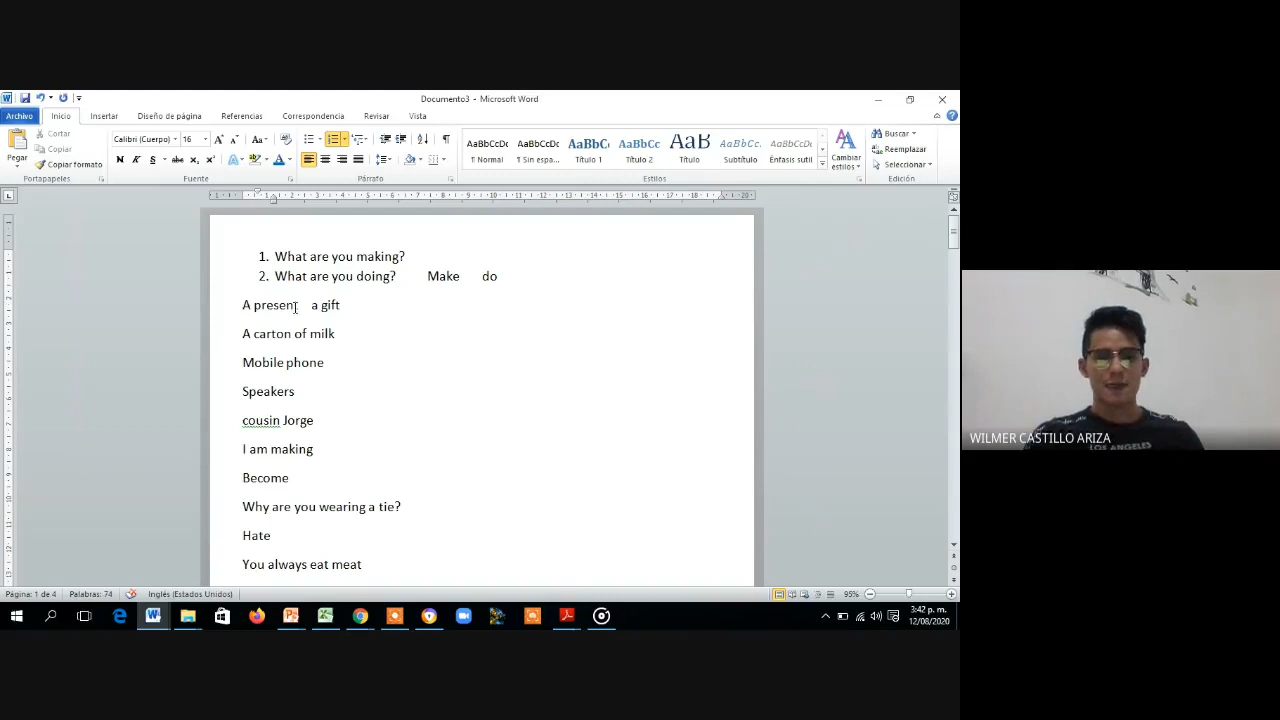 Documento3 - Microsoft Word
Archivo Inicio Insertar Diseño de página Referencias Correspondencia Revisar Vista
Pegar
Cortar
Copiar
Copiar formato
Portapapeles
Calibri (Cuerpo) 16
Fuente
Párrafo
AaBbCcDc AaBbCcDc AaBbC AaBbCc AaB AaBbCc. AaBbCcDc
¶ Normal ¶ Sin espa... Título 1 Título 2 Título Subtítulo Énfasis sutil
Estilos
Cambiar estilos
Buscar
Reemplazar
Seleccionar
Edición
1. What are you making?
2. What are you doing? Make do
A present a gift
A carton of milk
Mobile phone
Speakers
cousin Jorge
I am making
Become
Why are you wearing a tie?
Hate
You always eat meat
Página: 1 de 4 Palabras: 74 Inglés (Estados Unidos) 95%
3:42 p. m.
12/08/2020
WILMER CASTILLO ARIZA
LOS ANGELES